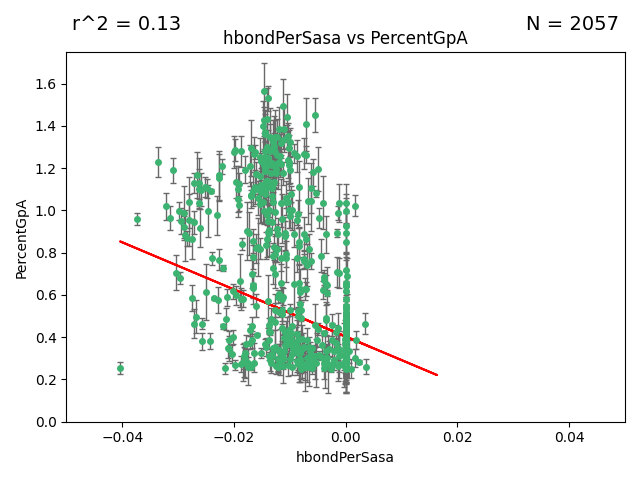 r^2 = 0.13
N = 2057
hbondPerSasa vs PercentGpA
PercentGpA
1.6
1.4
1.2
1.0
0.8
0.6
0.4
0.2
0.0
−0.04
−0.02
0.00
0.02
0.04
hbondPerSasa